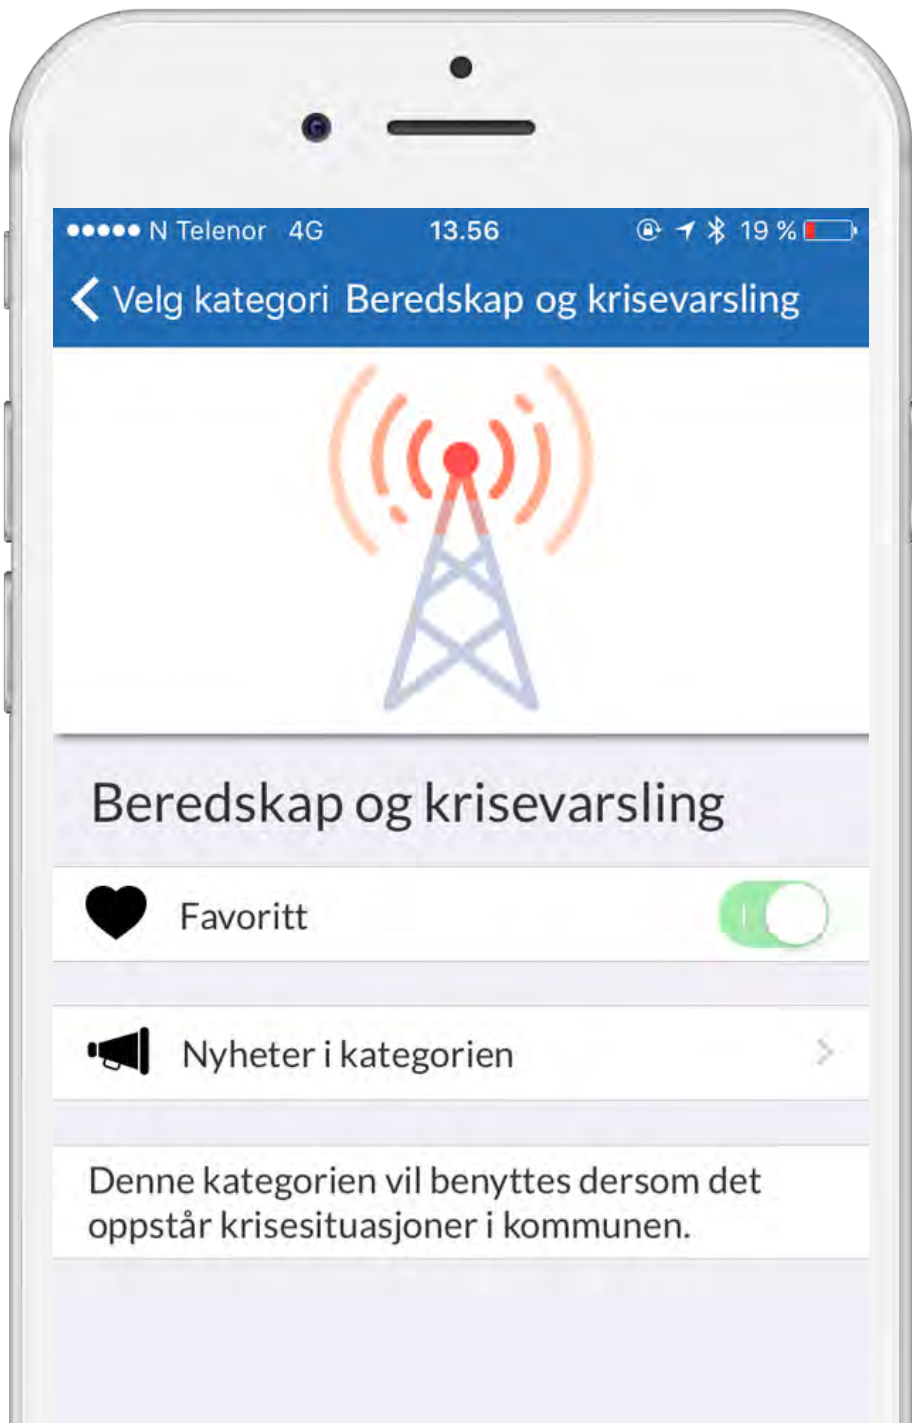 N Telenor 4G 13.56 19 %
Velg kategori Beredskap og krisevarsling
Beredskap og krisevarsling
Favoritt
Nyheter i kategorien
Denne kategorien vil benyttes dersom det
oppstår krisesituasjoner i kommunen.